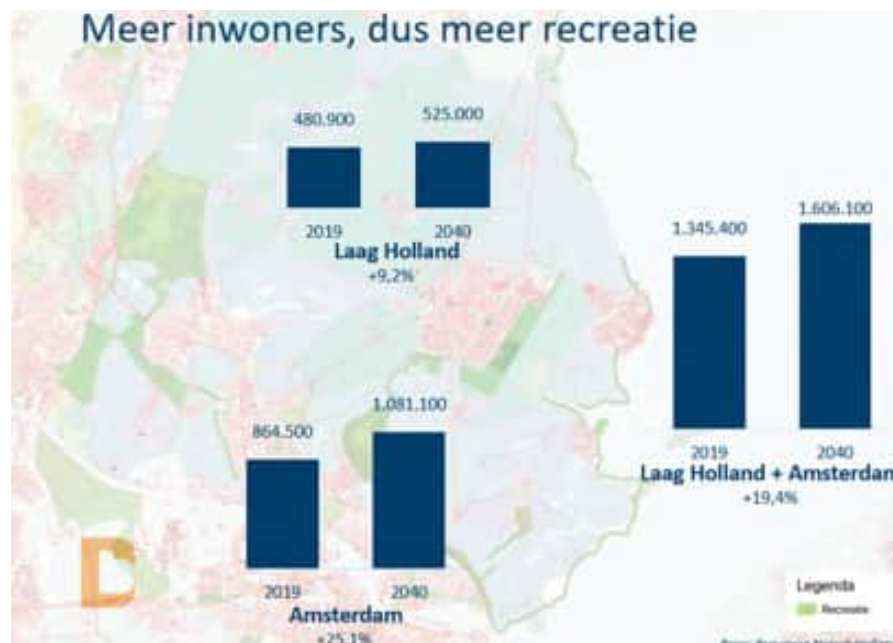 Meer inwoners, dus meer recreatie
480.900
525.000
2019
2040
Laag Holland
+9,2%
1.345.400
1.606.100
2019
2040
Laag Holland + Amsterdam
+19,4%
864.500
1.081.100
2019
2040
Amsterdam
+25,1%
D
Legenda
Recreatie